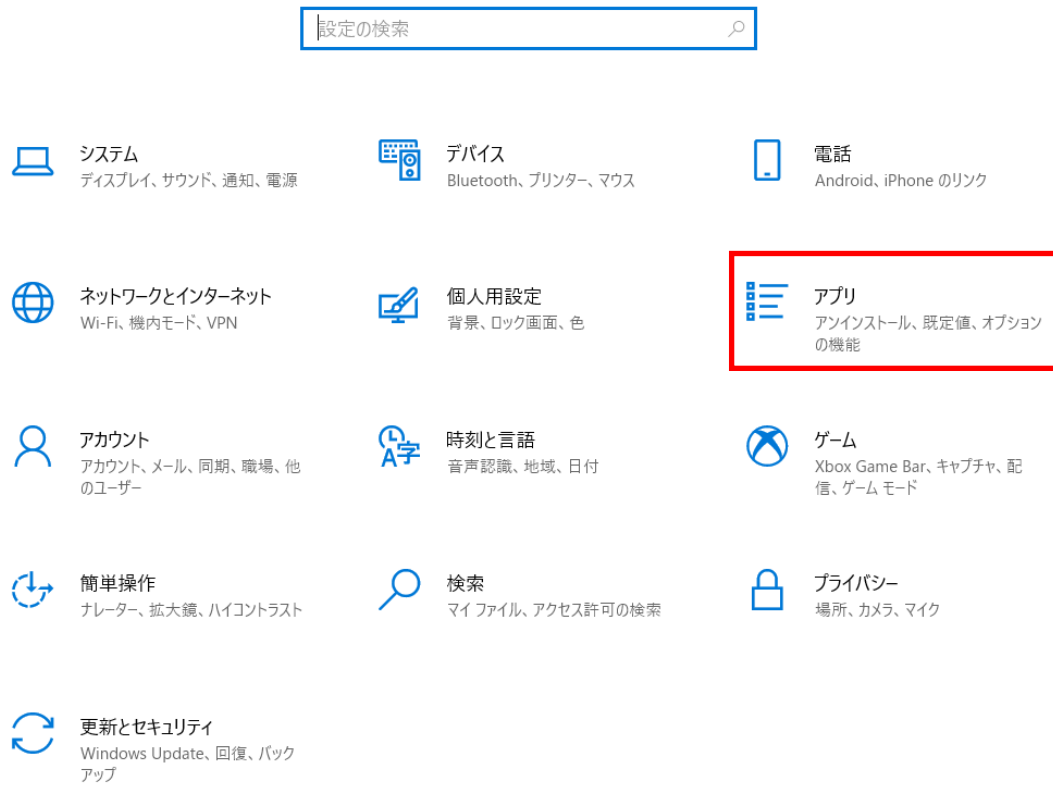 設定の検索
システム
ディスプレイ、サウンド、通知、電源
デバイス
Bluetooth、プリンター、マウス
電話
Android、iPhone のリンク
ネットワークとインターネット
Wi-Fi、機内モード、VPN
個人用設定
背景、ロック画面、色
アプリ
アンインストール、既定値、オプション
の機能
アカウント
アカウント、メール、同期、職場、他
のユーザー
時刻と言語
音声認識、地域、日付
ゲーム
Xbox Game Bar、キャプチャ、配
信、ゲーム モード
簡単操作
ナレーター、拡大鏡、ハイコントラスト
検索
マイ ファイル、アクセス許可の検索
プライバシー
場所、カメラ、マイク
更新とセキュリティ
Windows Update、回復、バック
アップ